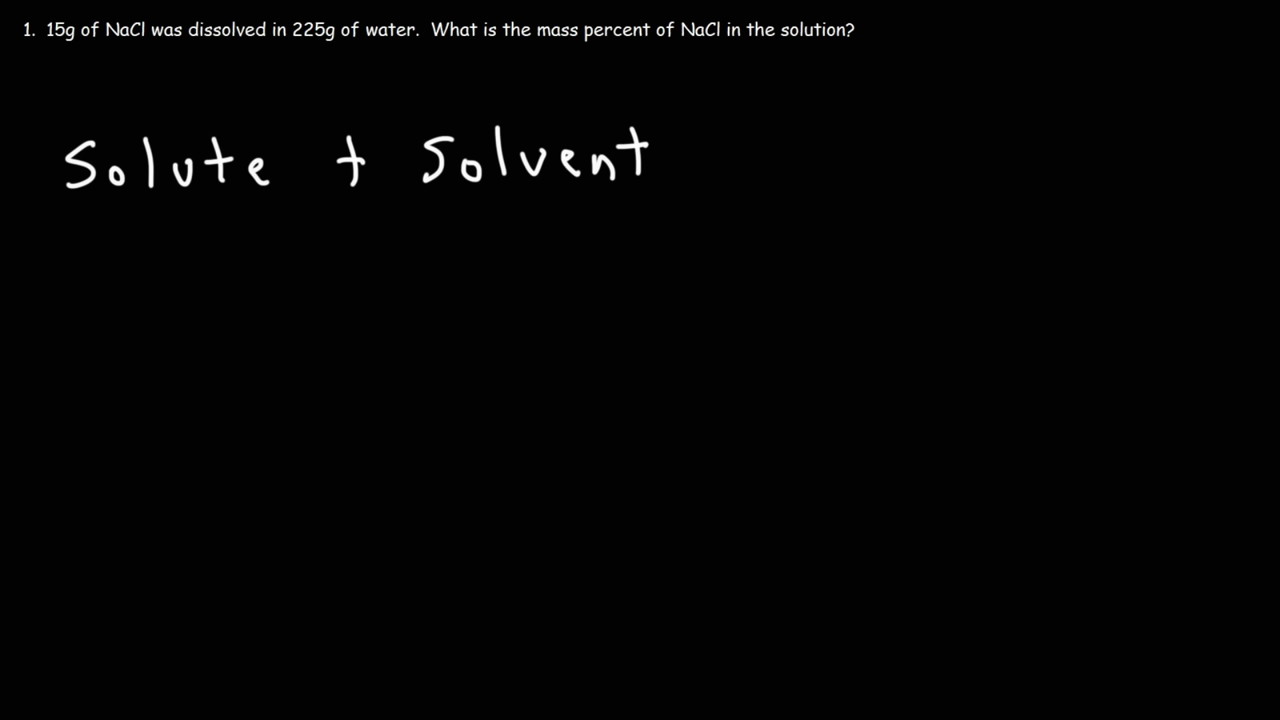 1. 15g of NaCl was dissolved in 225g of water. What is the mass percent of NaCl in the solution?
Solute + Solvent